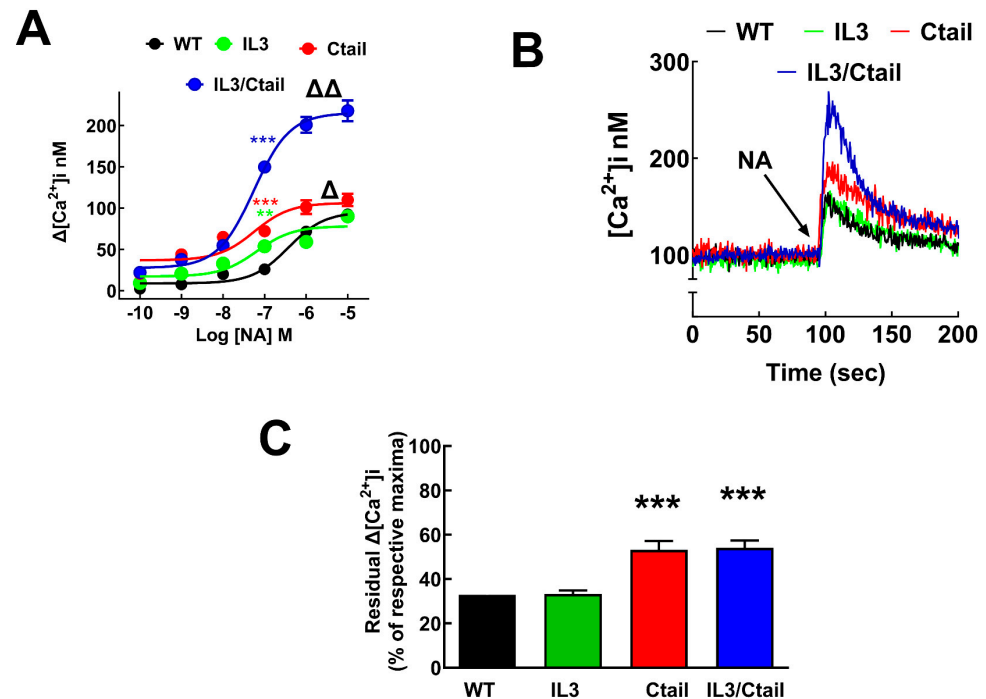 A
WT IL3 Ctail
IL3/Ctail
ΔΔ
***
***
**
Δ
Δ[Ca²⁺]i nM
200
150
100
50
0
-10 -9 -8 -7 -6 -5
Log [NA] M
B
WT IL3 Ctail
IL3/Ctail
NA
[Ca²⁺]i nM
300
200
100
0 50 100 150 200
Time (sec)
C
Residual Δ[Ca²⁺]i
(% of respective maxima)
100
80
60
40
20
0
*** ***
WT IL3 Ctail IL3/Ctail